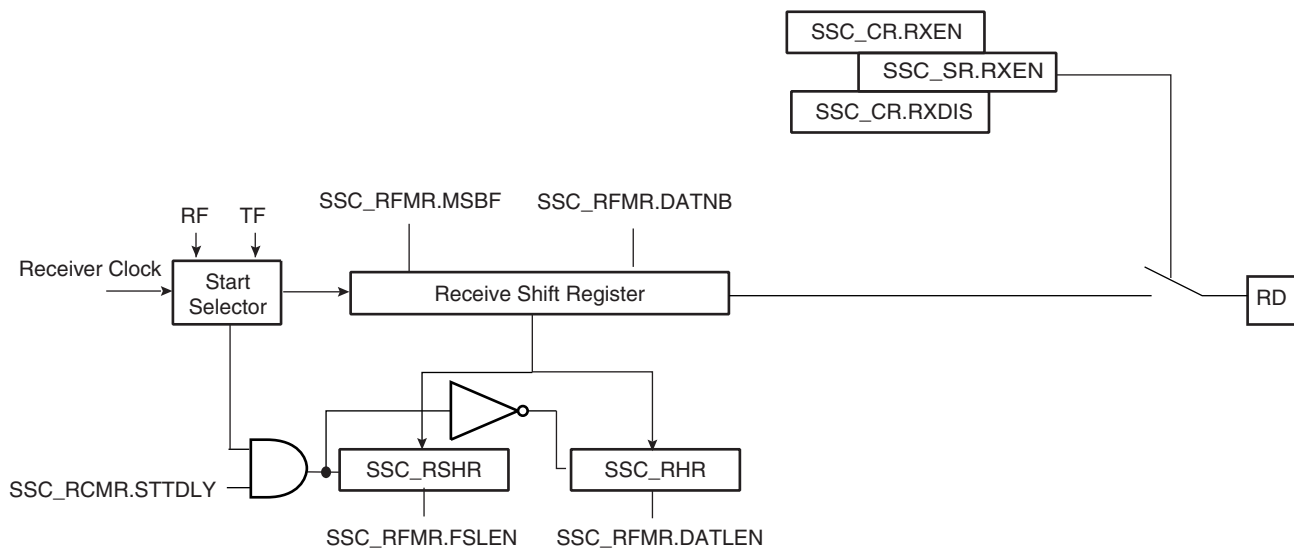 SSC_CR.RXEN
SSC_SR.RXEN
SSC_CR.RXDIS
SSC_RFMR.MSBF
SSC_RFMR.DATNB
RF
TF
Receiver Clock
Start
Selector
Receive Shift Register
RD
SSC_RSHR
SSC_RHR
SSC_RCMR.STTDLY
SSC_RFMR.FSLEN
SSC_RFMR.DATLEN